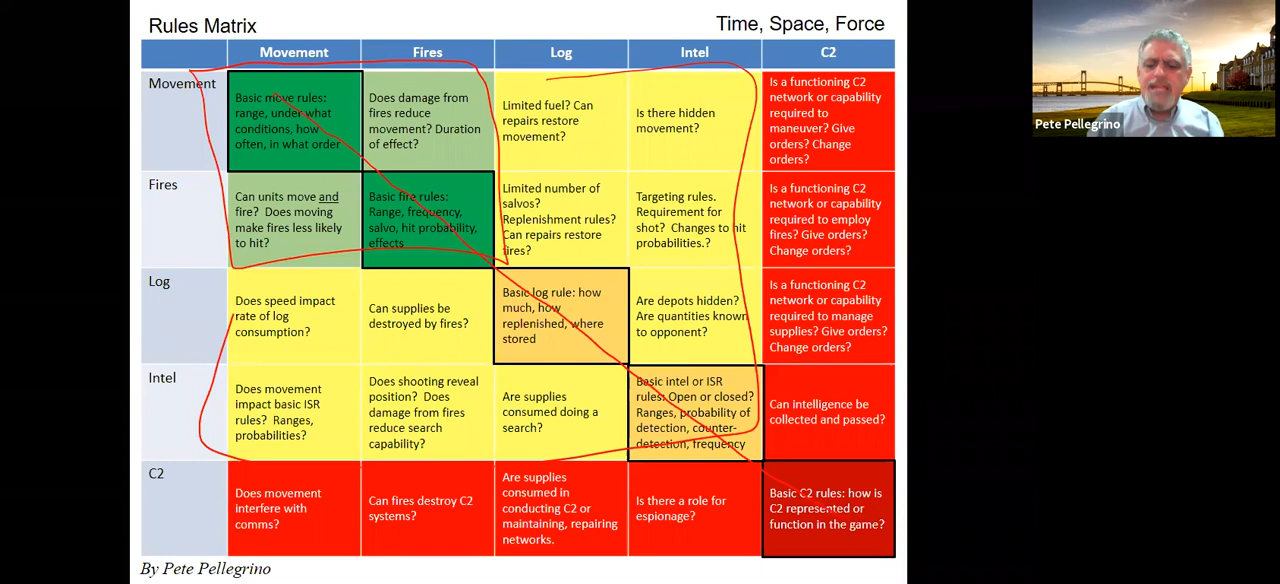 Rules Matrix
Time, Space, Force
Movement
Fires
Log
Intel
C2
Movement
Basic move rules:
range, under what
conditions, how
often, in what order
Does damage from
fires reduce
movement? Duration
of effect?
Limited fuel? Can
repairs restore
movement?
Is there hidden
movement?
Is a functioning C2
network or capability
required to
maneuver? Give
orders? Change
orders?
Fires
Can units move and
fire? Does moving
make fires less likely
to hit?
Basic fire rules:
Range, frequency,
salvo, hit probability,
effects
Limited number of
salvos?
Replenishment rules?
Can repairs restore
fires?
Targeting rules.
Requirement for
shot? Changes to hit
probabilities.?
Is a functioning C2
network or capability
required to employ
fires? Give orders?
Change orders?
Log
Does speed impact
rate of log
consumption?
Can supplies be
destroyed by fires?
Basic log rule: how
much, how
replenished, where
stored
Are depots hidden?
Are quantities known
to opponent?
Is a functioning C2
network or capability
required to manage
supplies? Give orders?
Change orders?
Intel
Does movement
impact basic ISR
rules? Ranges,
probabilities?
Does shooting reveal
position? Does
damage from fires
reduce search
capability?
Are supplies
consumed doing a
search?
Basic intel or ISR
rules: Open or closed?
Ranges, probability of
detection, counter-
detection, frequency
Can intelligence be
collected and passed?
C2
Does movement
interfere with
comms?
Can fires destroy C2
systems?
Are supplies
consumed in
conducting C2 or
maintaining, repairing
networks.
Is there a role for
espionage?
Basic C2 rules: how is
C2 represented or
function in the game?
By Pete Pellegrino
Pete Pellegrino